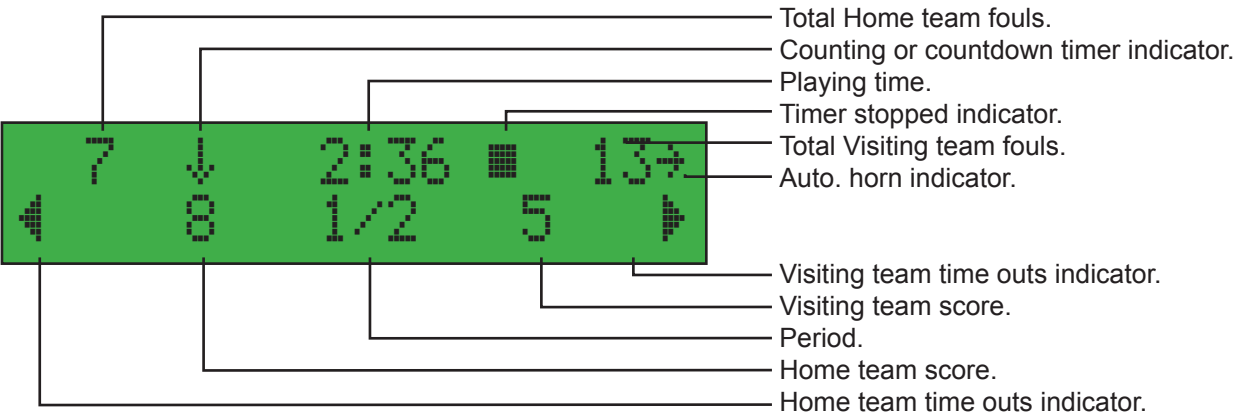 Total Home team fouls.
Counting or countdown timer indicator.
Playing time.
Timer stopped indicator.
Total Visiting team fouls.
Auto. horn indicator.
7 ↓ 2:36 ■ 13→
◀ 8 1/2 5 ▶
Visiting team time outs indicator.
Visiting team score.
Period.
Home team score.
Home team time outs indicator.